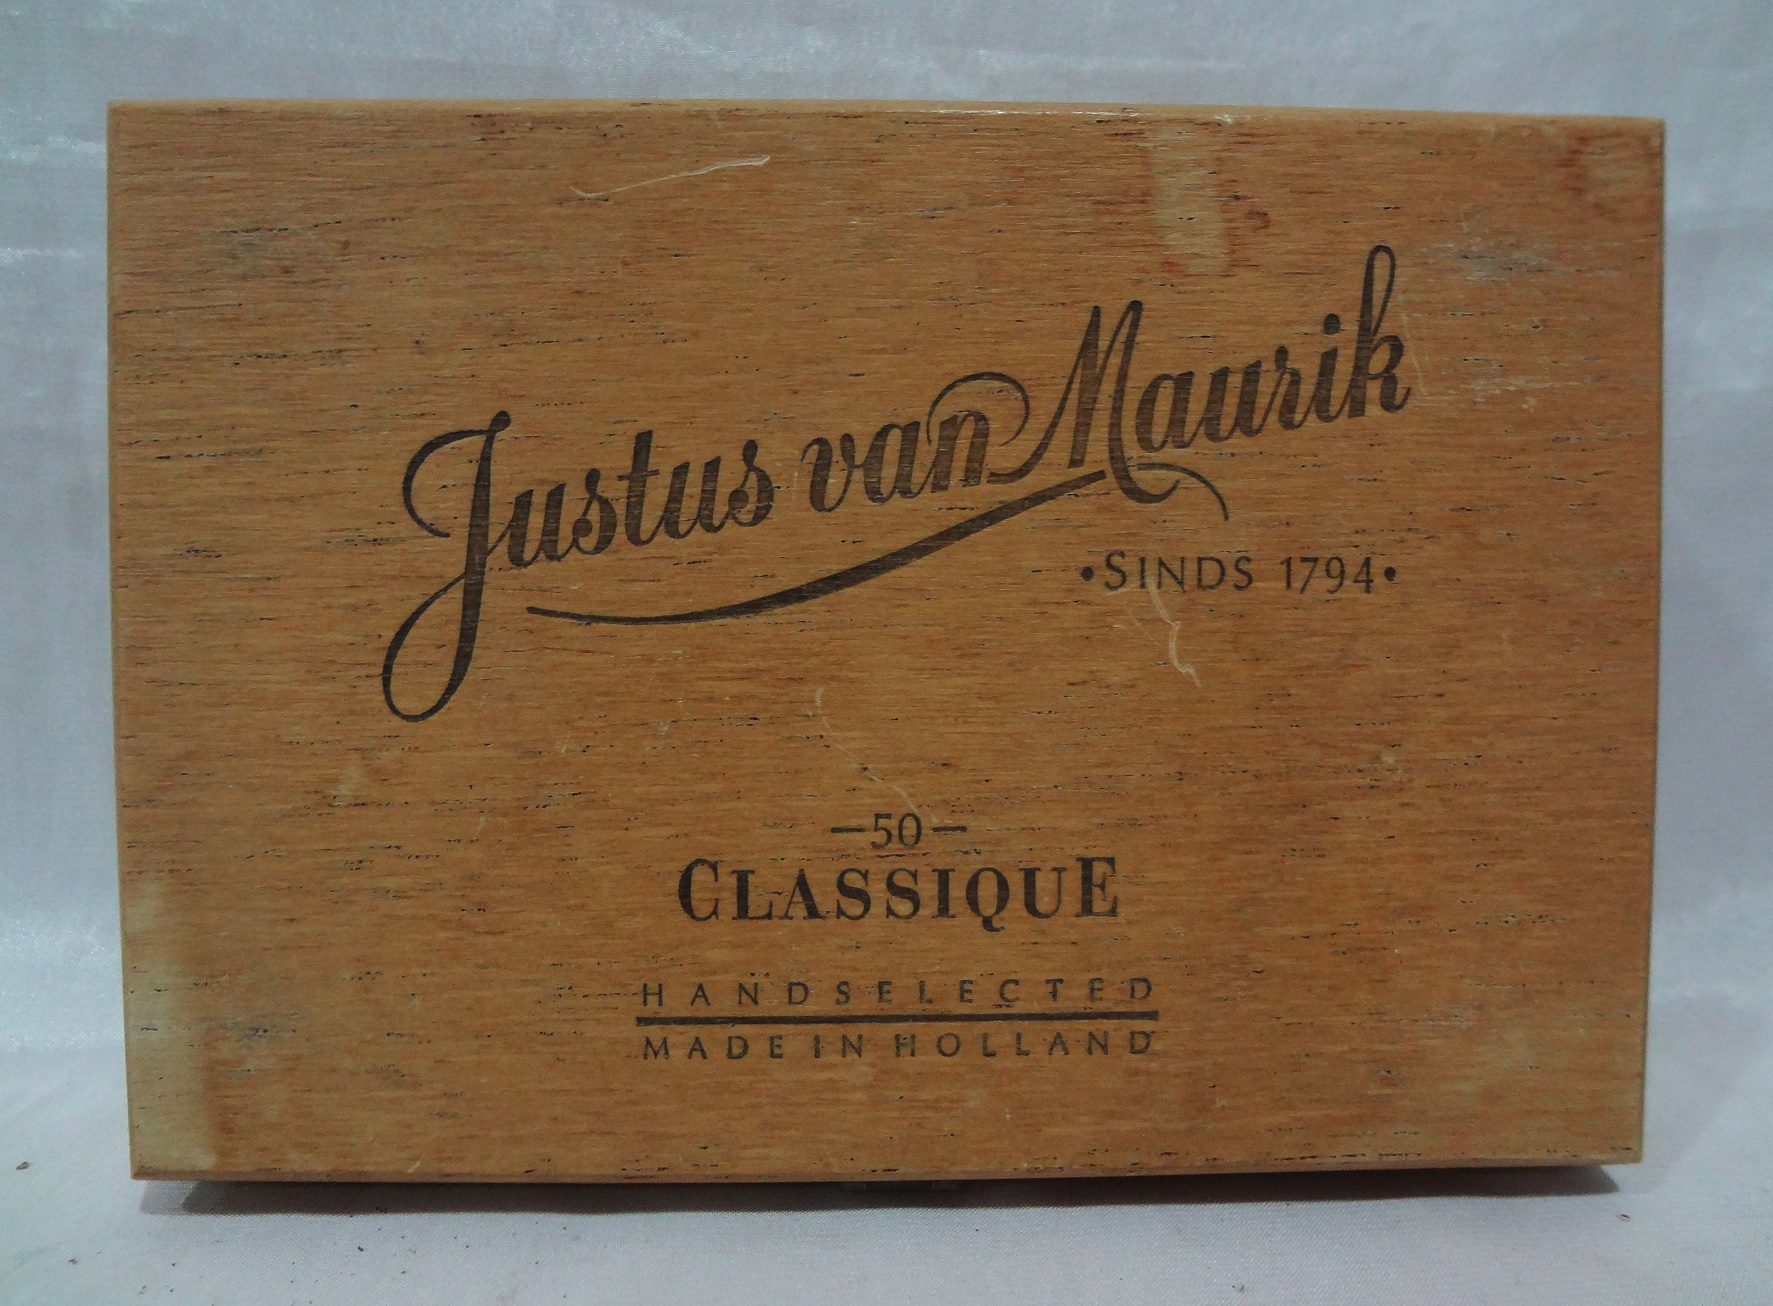 Justus van Maurik
•SINDS 1794•
—50—
CLASSIQUE
HANDSELECTED
MADE IN HOLLAND